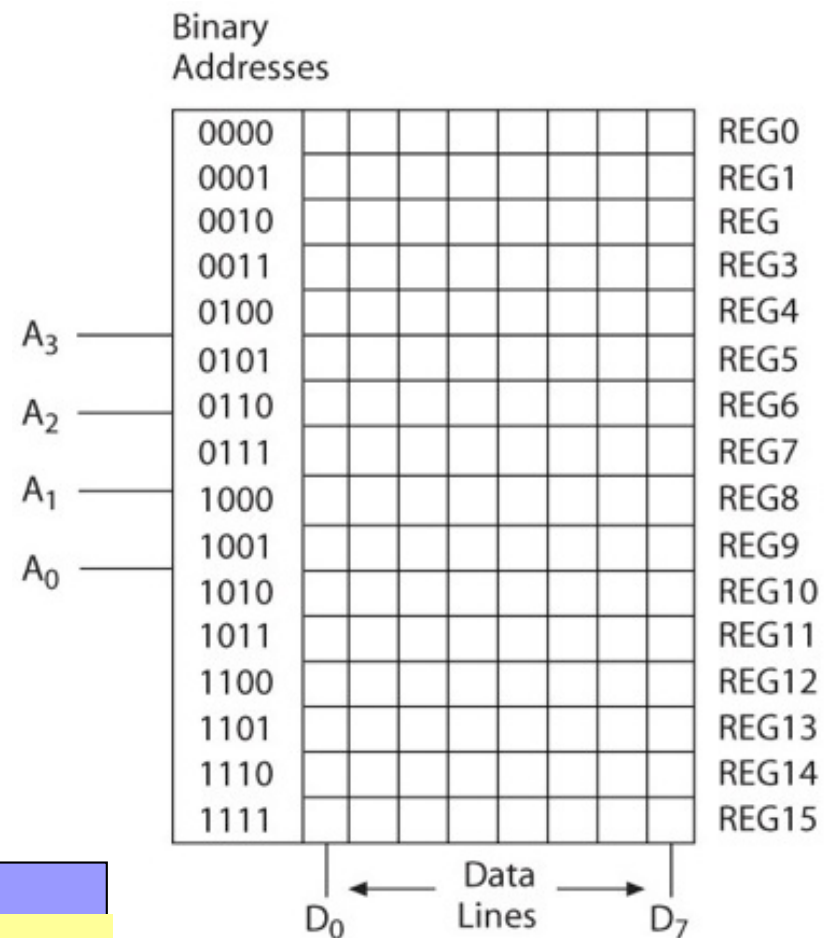 Binary
Addresses
0000 REG0
0001 REG1
0010 REG
0011 REG3
0100 REG4
A₃
0101 REG5
A₂ 0110 REG6
0111 REG7
A₁ 1000 REG8
1001 REG9
A₀
1010 REG10
1011 REG11
1100 REG12
1101 REG13
1110 REG14
1111 REG15
Data
D₀ Lines D₇